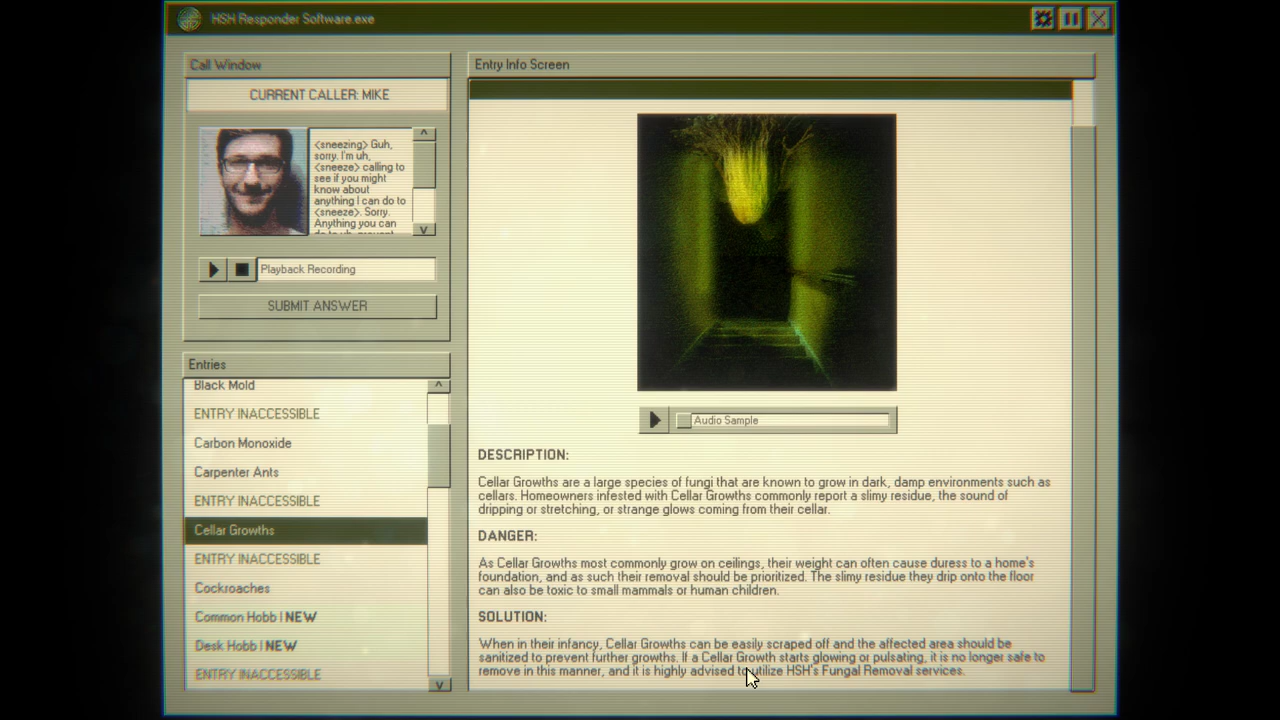 HSH Responder Software.exe
Call Window
CURRENT CALLER: MIKE
<sneezing> Guh,
sorry. I'm uh,
<sneeze> calling to
see if you might
know about
anything I can do to
<sneeze>. Sorry.
Anything you can
Playback Recording
SUBMIT ANSWER
Entries
Black Mold
ENTRY INACCESSIBLE
Carbon Monoxide
Carpenter Ants
ENTRY INACCESSIBLE
Cellar Growths
ENTRY INACCESSIBLE
Cockroaches
Common Hobb | NEW
Desk Hobb | NEW
ENTRY INACCESSIBLE
Entry Info Screen
Audio Sample
DESCRIPTION:
Cellar Growths are a large species of fungi that are known to grow in dark, damp environments such as
cellars. Homeowners infested with Cellar Growths commonly report a slimy residue, the sound of
dripping or stretching, or strange glows coming from their cellar.
DANGER:
As Cellar Growths most commonly grow on ceilings, their weight can often cause duress to a home's
foundation, and as such their removal should be prioritized. The slimy residue they drip onto the floor
can also be toxic to small mammals or human children.
SOLUTION:
When in their infancy, Cellar Growths can be easily scraped off and the affected area should be
sanitized to prevent further growths. If a Cellar Growth starts glowing or pulsating, it is no longer safe to
remove in this manner, and it is highly advised to utilize HSH's Fungal Removal services.